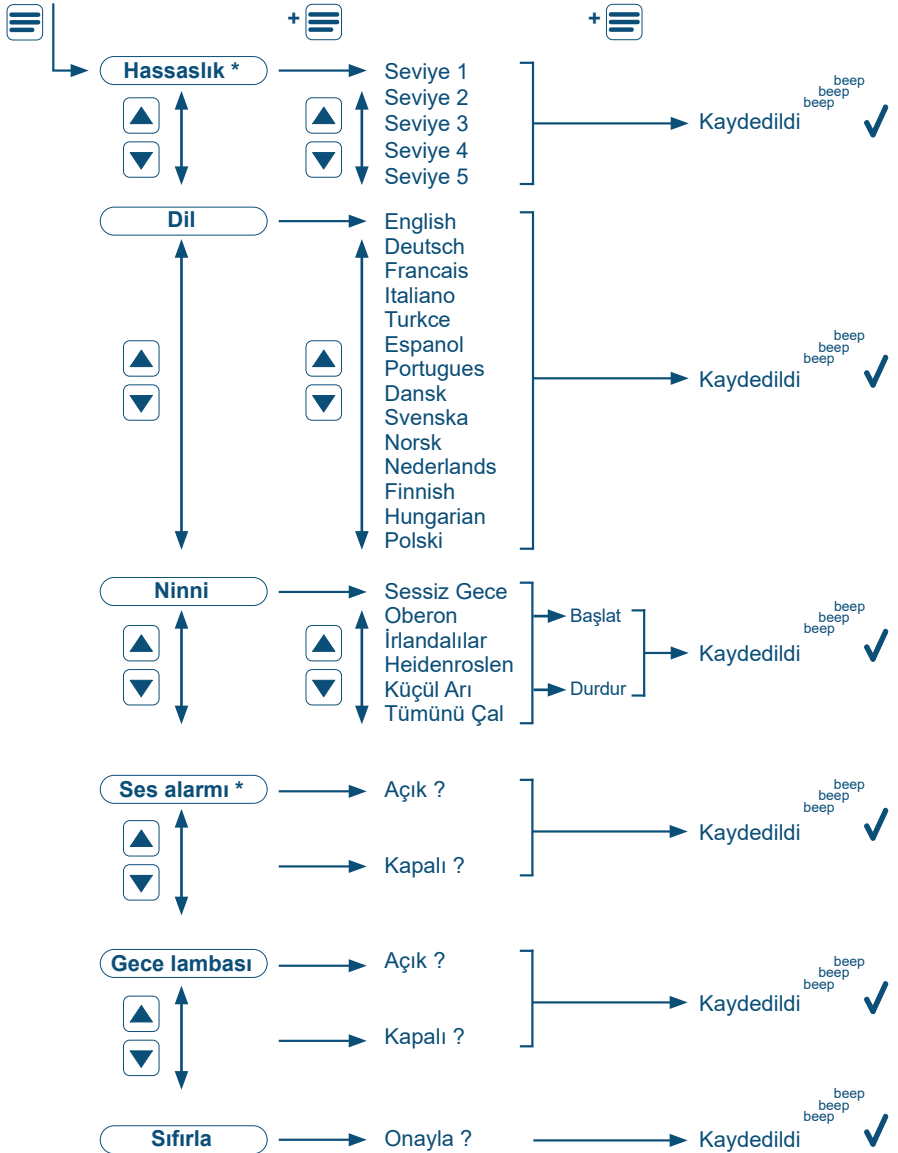 +
+
Hassaslık *
Seviye 1
Seviye 2
Seviye 3
Seviye 4
Seviye 5
Kaydedildi
beep
beep
beep
Dil
English
Deutsch
Francais
Italiano
Turkce
Espanol
Portugues
Dansk
Svenska
Norsk
Nederlands
Finnish
Hungarian
Polski
Kaydedildi
beep
beep
beep
Ninni
Sessiz Gece
Oberon
İrlandalılar
Heidenroslen
Küçül Arı
Tümünü Çal
Başlat
Durdur
Kaydedildi
beep
beep
beep
Ses alarmı *
Açık ?
Kapalı ?
Kaydedildi
beep
beep
beep
Gece lambası
Açık ?
Kapalı ?
Kaydedildi
beep
beep
beep
Sıfırla
Onayla ?
Kaydedildi
beep
beep
beep